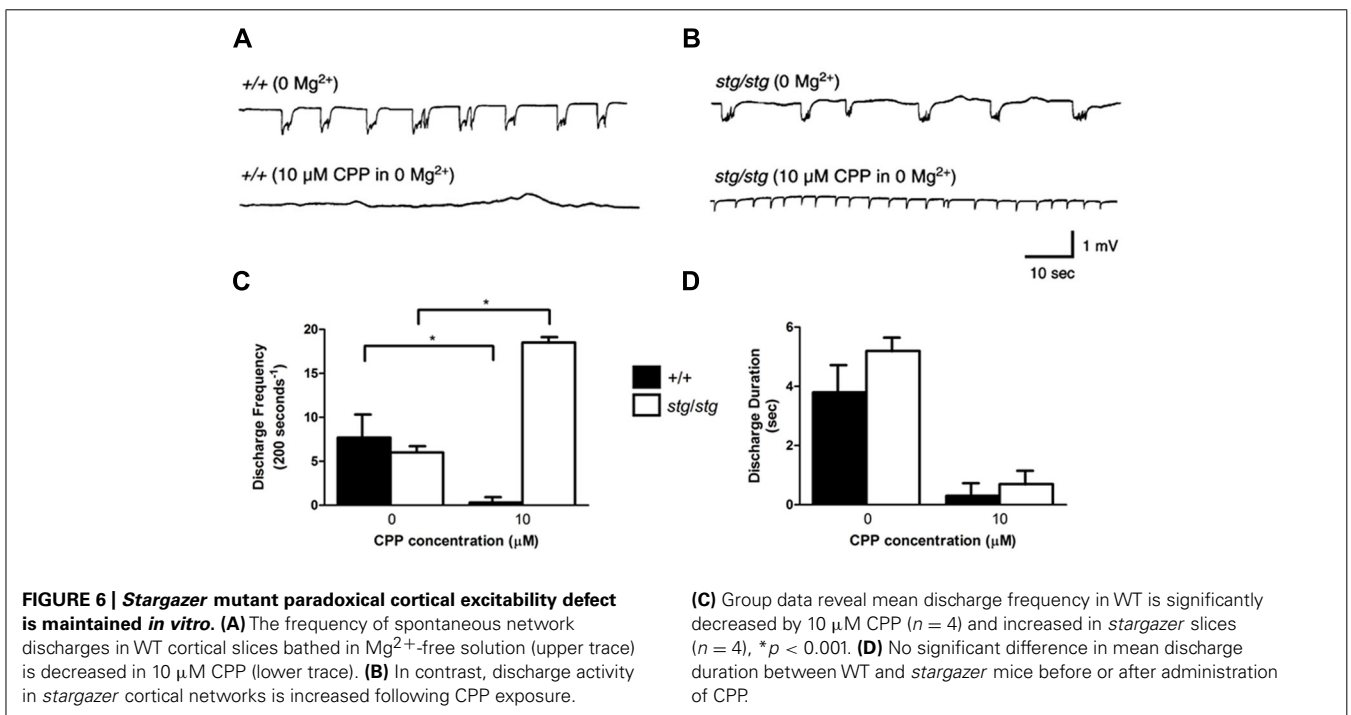 A
B
+/+ (0 Mg2+)
stg/stg (0 Mg2+)
+/+ (10 µM CPP in 0 Mg2+)
stg/stg (10 µM CPP in 0 Mg2+)
1 mV
10 sec
C
D
Discharge Frequency
(200 seconds-1)
20
15
10
5
0
*
*
0
10
CPP concentration (µM)
+/+
stg/stg
Discharge Duration
(sec)
6
4
2
0
0
10
CPP concentration (µM)
FIGURE 6 | Stargazer mutant paradoxical cortical excitability defect
is maintained in vitro. (A) The frequency of spontaneous network
discharges in WT cortical slices bathed in Mg2+-free solution (upper trace)
is decreased in 10 µM CPP (lower trace). (B) In contrast, discharge activity
in stargazer cortical networks is increased following CPP exposure.
(C) Group data reveal mean discharge frequency in WT is significantly
decreased by 10 µM CPP (n = 4) and increased in stargazer slices
(n = 4), *p < 0.001. (D) No significant difference in mean discharge
duration between WT and stargazer mice before or after administration
of CPP.